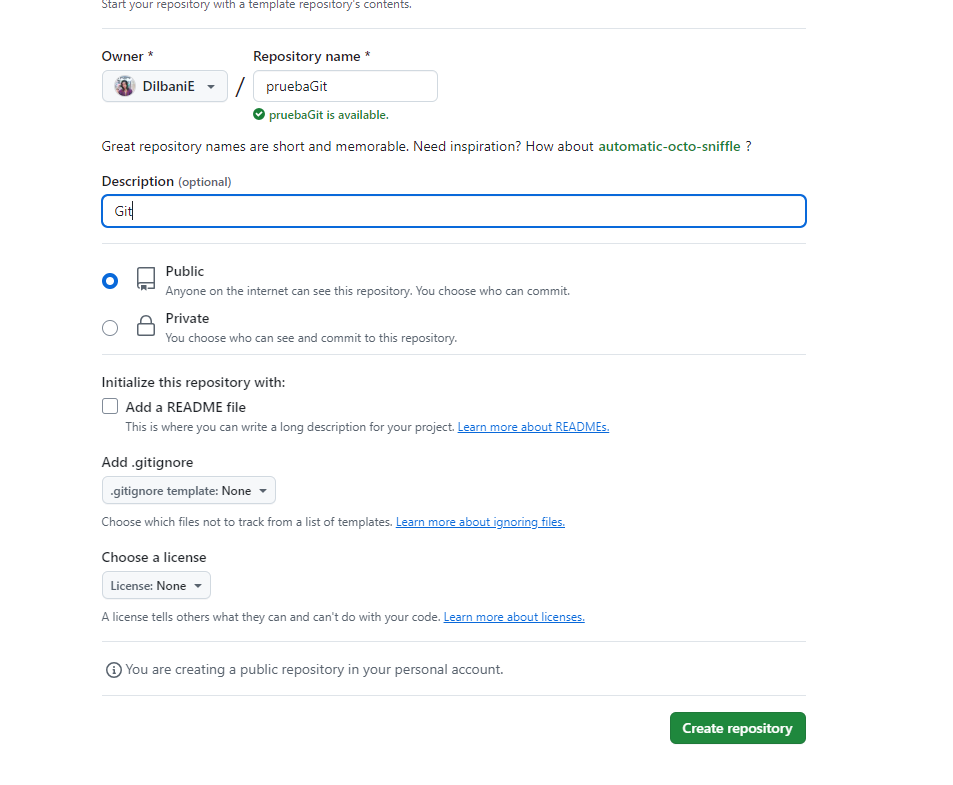 Start your repository with a template repository's contents.
Owner *
Repository name *
DilbaniE / pruebaGit
pruebaGit is available.
Great repository names are short and memorable. Need inspiration? How about automatic-octo-sniffle ?
Description (optional)
Git
Public
Anyone on the internet can see this repository. You choose who can commit.
Private
You choose who can see and commit to this repository.
Initialize this repository with:
Add a README file
This is where you can write a long description for your project. Learn more about READMEs.
Add .gitignore
.gitignore template: None
Choose which files not to track from a list of templates. Learn more about ignoring files.
Choose a license
License: None
A license tells others what they can and can't do with your code. Learn more about licenses.
You are creating a public repository in your personal account.
Create repository